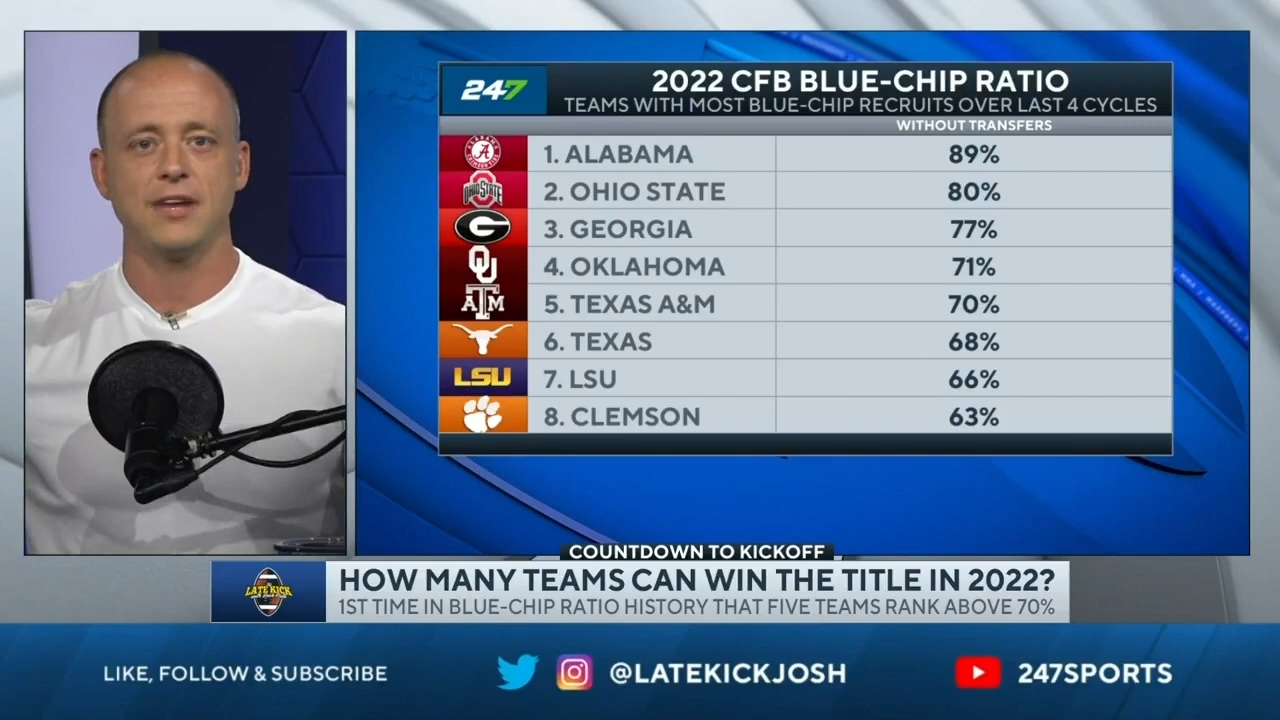 247
2022 CFB BLUE-CHIP RATIO
TEAMS WITH MOST BLUE-CHIP RECRUITS OVER LAST 4 CYCLES
WITHOUT TRANSFERS
A
1. ALABAMA
89%
OHIO STATE
2. OHIO STATE
80%
G
3. GEORGIA
77%
OU
4. OKLAHOMA
71%
ATM
5. TEXAS A&M
70%
6. TEXAS
68%
LSU
7. LSU
66%
8. CLEMSON
63%
COUNTDOWN TO KICKOFF
LATE KICK
HOW MANY TEAMS CAN WIN THE TITLE IN 2022?
1ST TIME IN BLUE-CHIP RATIO HISTORY THAT FIVE TEAMS RANK ABOVE 70%
LIKE, FOLLOW & SUBSCRIBE
@LATEKICKJOSH
247SPORTS